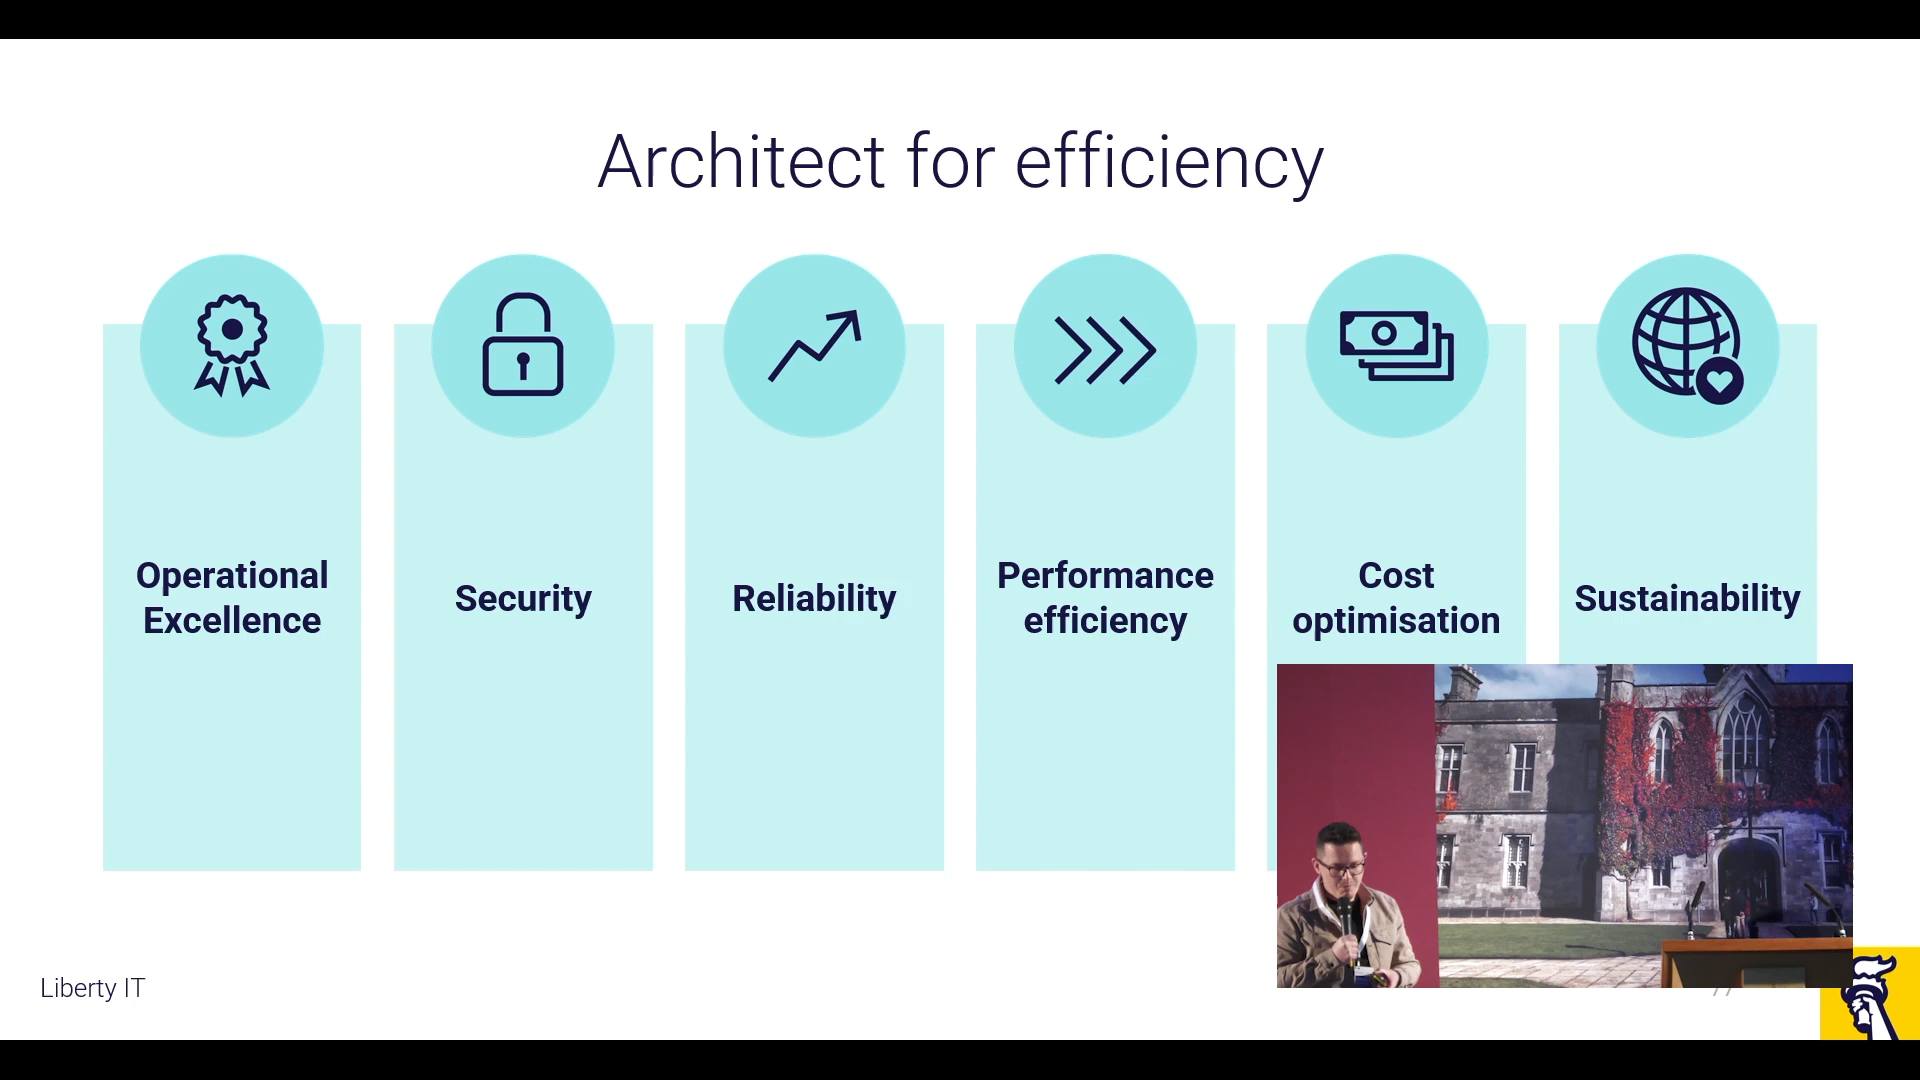 Architect for efficiency
Operational
Excellence
Security
Reliability
Performance
efficiency
Cost
optimisation
Sustainability
Liberty IT